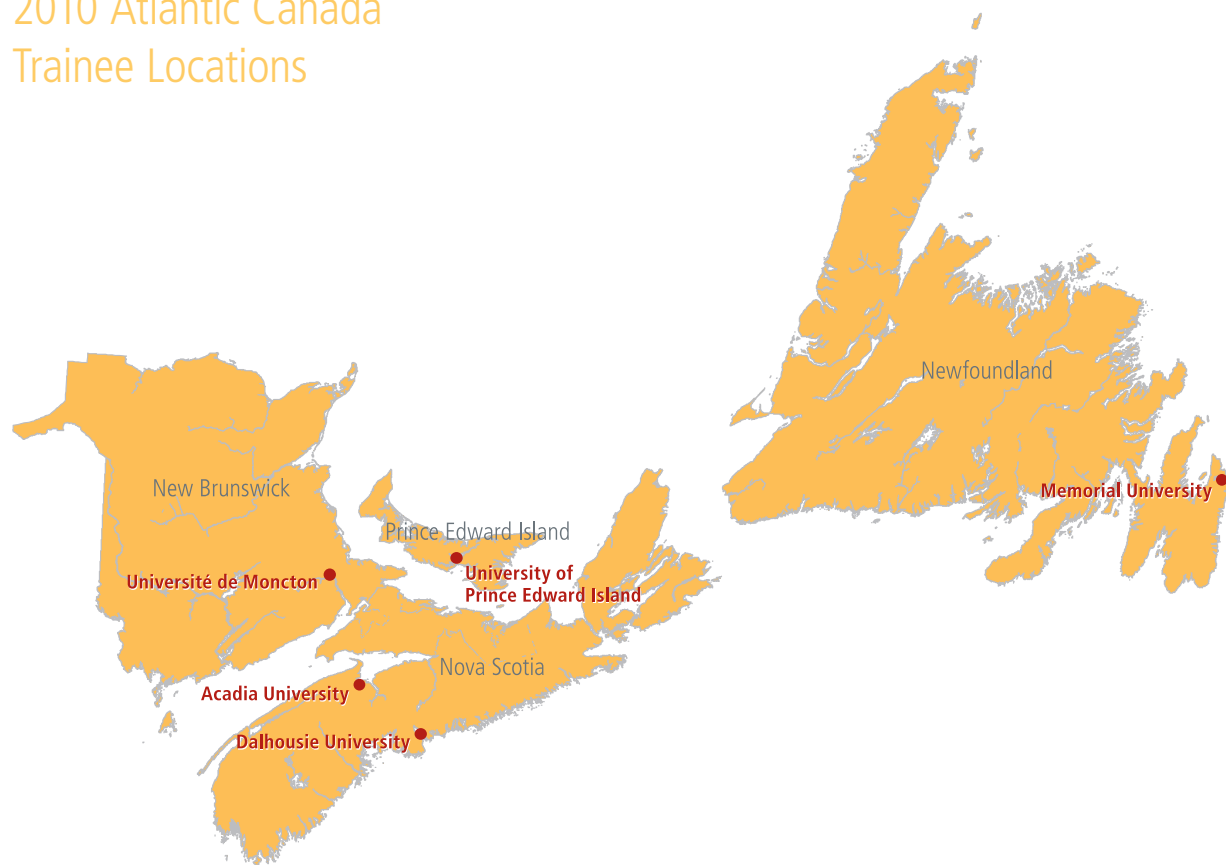 2010 Atlantic Canada
Trainee Locations
Newfoundland
New Brunswick
Memorial University
Prince Edward Island
Université de Moncton
University of
Prince Edward Island
Nova Scotia
Acadia University
Dalhousie University